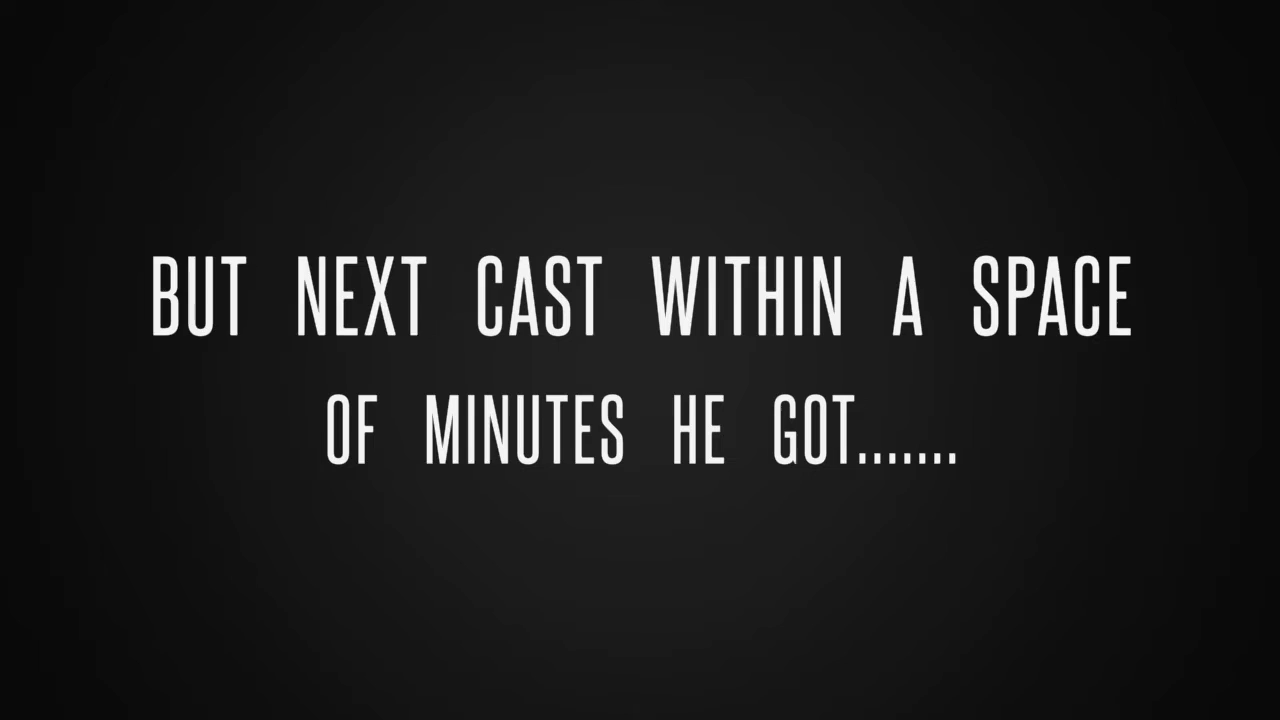 BUT NEXT CAST WITHIN A SPACE
OF MINUTES HE GOT.......